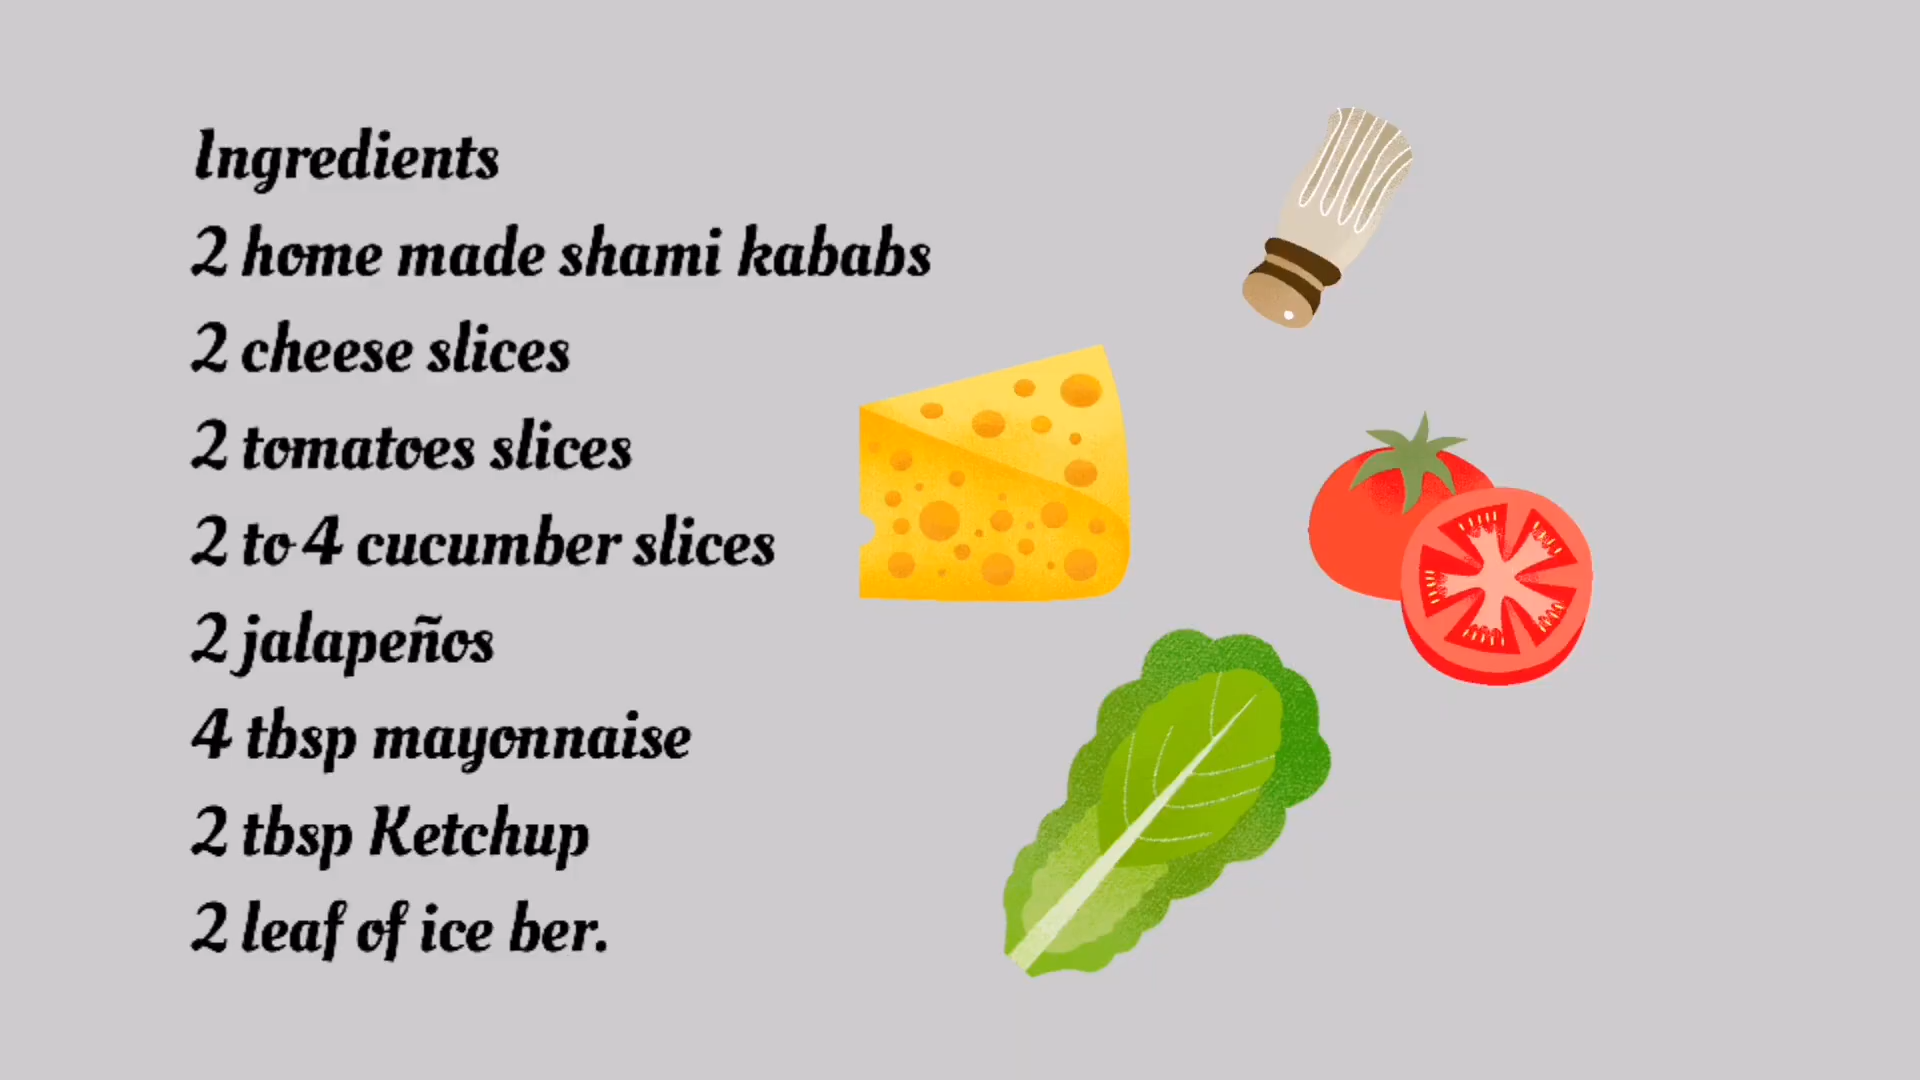 Ingredients
2 home made shami kababs
2 cheese slices
2 tomatoes slices
2 to 4 cucumber slices
2 jalapeños
4 tbsp mayonnaise
2 tbsp Ketchup
2 leaf of ice ber.